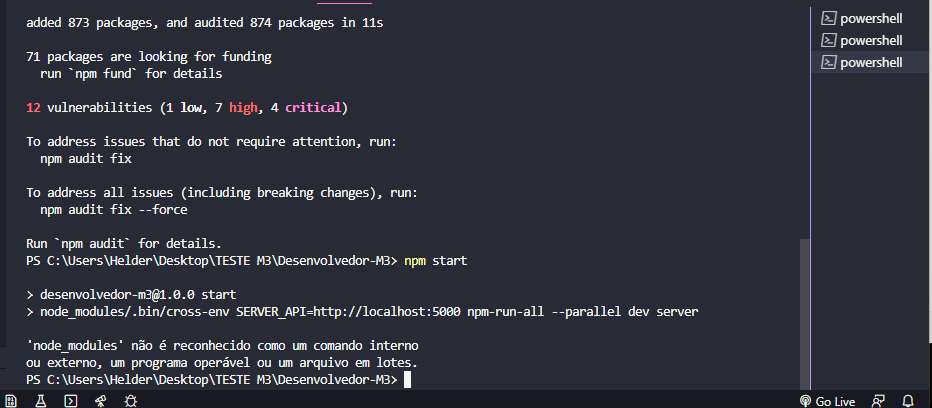 added 873 packages, and audited 874 packages in 11s
71 packages are looking for funding
run `npm fund` for details
12 vulnerabilities (1 low, 7 high, 4 critical)
To address issues that do not require attention, run:
npm audit fix
To address all issues (including breaking changes), run:
npm audit fix --force
Run `npm audit` for details.
PS C:\Users\Helder\Desktop\TESTE M3\Desenvolvedor-M3> npm start
> desenvolvedor-m3@1.0.0 start
> node_modules/.bin/cross-env SERVER_API=http://localhost:5000 npm-run-all --parallel dev server
'node_modules' não é reconhecido como um comando interno
ou externo, um programa operável ou um arquivo em lotes.
PS C:\Users\Helder\Desktop\TESTE M3\Desenvolvedor-M3>
powershell
powershell
powershell
Go Live